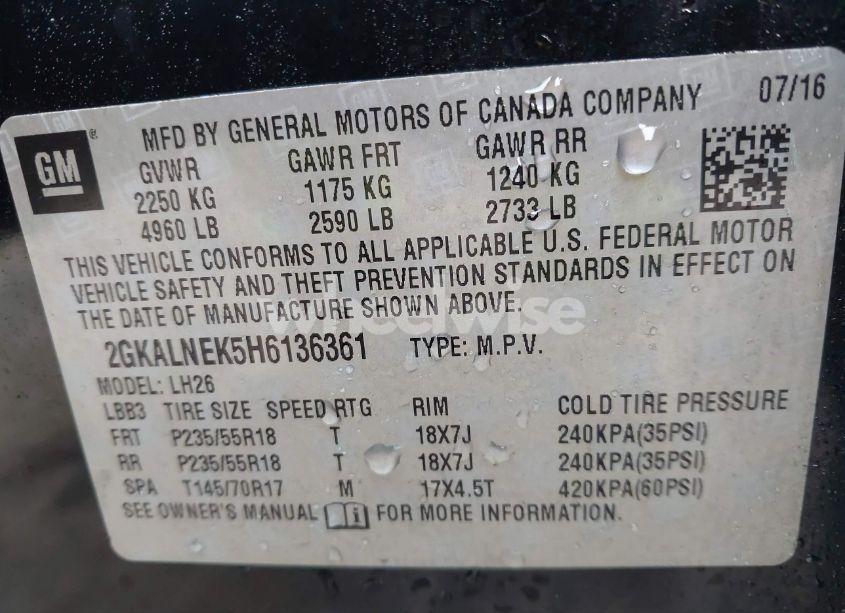 GM ®
MFD BY GENERAL MOTORS OF CANADA COMPANY 07/16
GVWR GAWR FRT GAWR RR
2250 KG 1175 KG 1240 KG
4960 LB 2590 LB 2733 LB
THIS VEHICLE CONFORMS TO ALL APPLICABLE U.S. FEDERAL MOTOR
VEHICLE SAFETY AND THEFT PREVENTION STANDARDS IN EFFECT ON
THE DATE OF MANUFACTURE SHOWN ABOVE.
wheelwise
2GKALNEK5H6136361 TYPE: M.P.V.
MODEL: LH26
LBB3 TIRE SIZE SPEED RTG RIM COLD TIRE PRESSURE
FRT P235/55R18 T 18X7J 240KPA(35PSI)
RR P235/55R18 T 18X7J 240KPA(35PSI)
SPA T145/70R17 M 17X4.5T 420KPA(60PSI)
SEE OWNER'S MANUAL i FOR MORE INFORMATION.